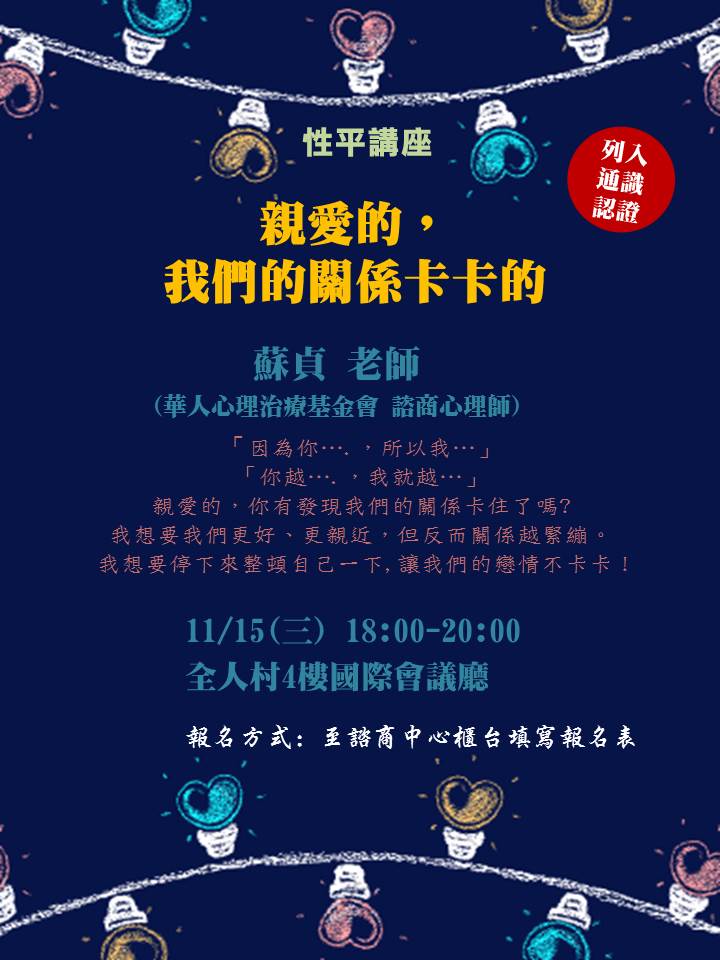 性平講座
列入
通識
認證
親愛的，
我們的關係卡卡的
蘇貞 老師
(華人心理治療基金會 諮商心理師)
「因為你….，所以我…」
「你越….，我就越…」
親愛的，你有發現我們的關係卡住了嗎?
我想要我們更好、更親近，但反而關係越緊繃。
我想要停下來整頓自己一下,讓我們的戀情不卡卡！
11/15(三) 18:00-20:00
全人村4樓國際會議廳
報名方式: 至諮商中心櫃台填寫報名表